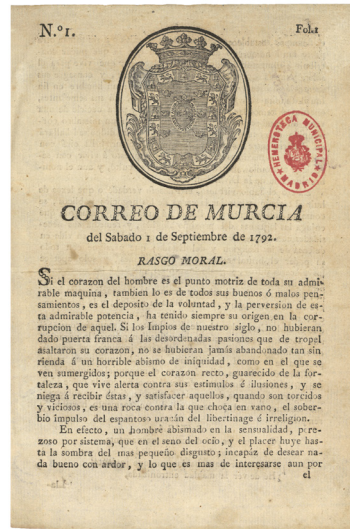 N.º 1.
Fol. 1
HEMEROTECA MUNICIPAL
MADRID
CORREO DE MURCIA
del Sabado 1 de Septiembre de 1792.
RASGO MORAL.
Si el corazon del hombre es el punto motriz de toda su admi-
rable maquina, tambien lo es de todos sus buenos ó malos pen-
samientos, es el deposito de la voluntad, y la perversion de es-
ta admirable potencia, ha tenido siempre su origen en la cor-
rupcion de aquel. Si los Impios de nuestro siglo, no hubieran
dado puerta franca á las desordenadas pasiones que de tropel
asaltaron su corazon, no se hubieran jamás abandonado tan sin
rienda á un horrible abismo de iniquidad, como en el que se
ven sumergidos; porque el corazon recto, guarecido de la for-
taleza, que vive alerta contra sus estimulos é ilusiones, y se
niega á recibir éstas, y satisfacer aquellos, quando son torcidos
y viciosos, es una roca contra la que choca en vano, el sober-
bio impulso del espantoso uracán del libertinage é irreligion.
En efecto, un hombre abismado en la sensualidad, pere-
zoso por sistema, que en el seno del ocio, y el placer huye has-
ta la sombra del mas pequeño disgusto; incapáz de desear na-
da bueno con ardor, y lo que es mas de interesarse aun por
el